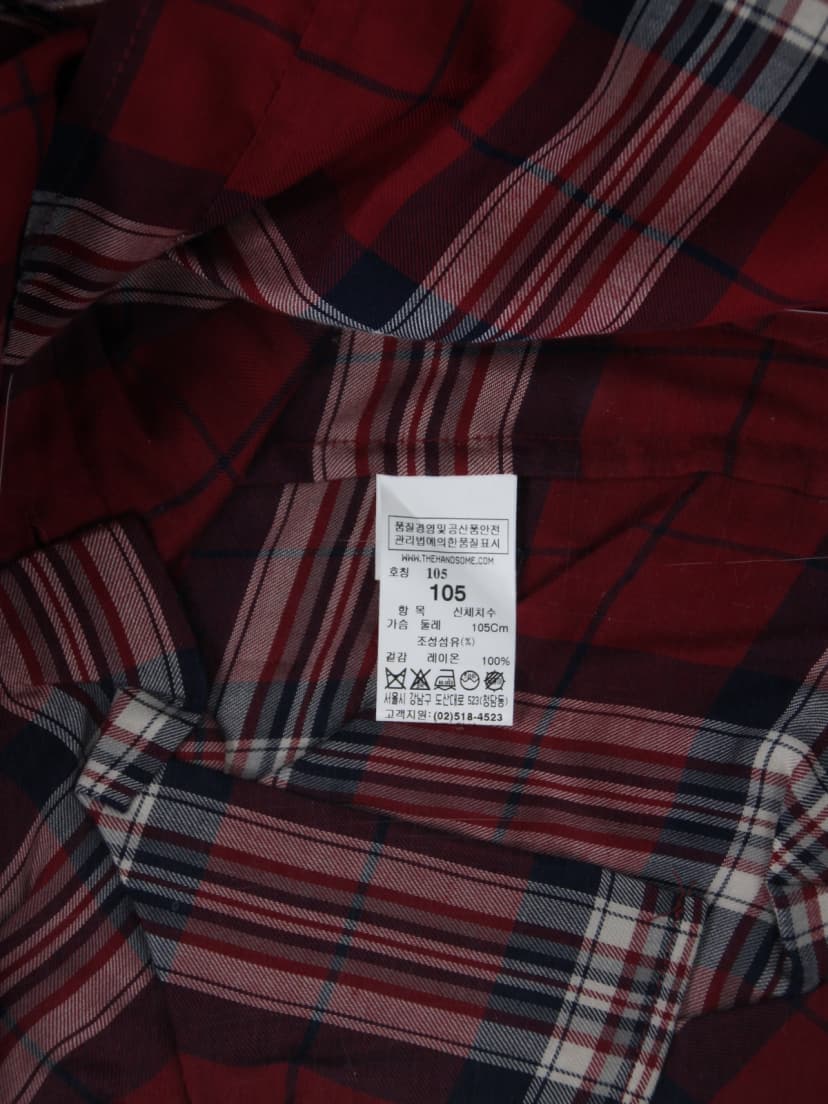 품질경영및공산품안전
관리법에의한품질표시
WWW.THEHANDSOME.COM
호칭 105
105
항 목 신체치수
가슴 둘레 105Cm
조성섬유(%)
겉감 레이온 100%
서울시 강남구 도산대로 523(청담동)
고객지원: (02)518-4523